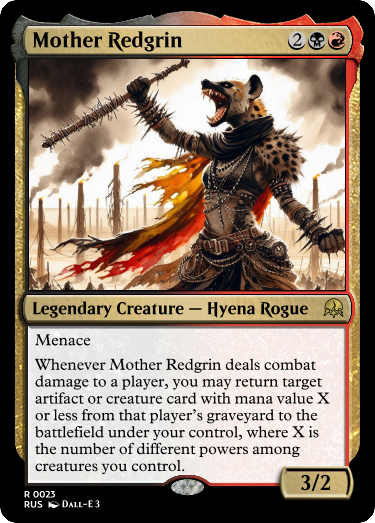 Mother Redgrin 2
Legendary Creature — Hyena Rogue
Menace
Whenever Mother Redgrin deals combat
damage to a player, you may return target
artifact or creature card with mana value X
or less from that player's graveyard to the
battlefield under your control, where X is
the number of different powers among
creatures you control.
3/2
R 0023
RUS DALL-E 3